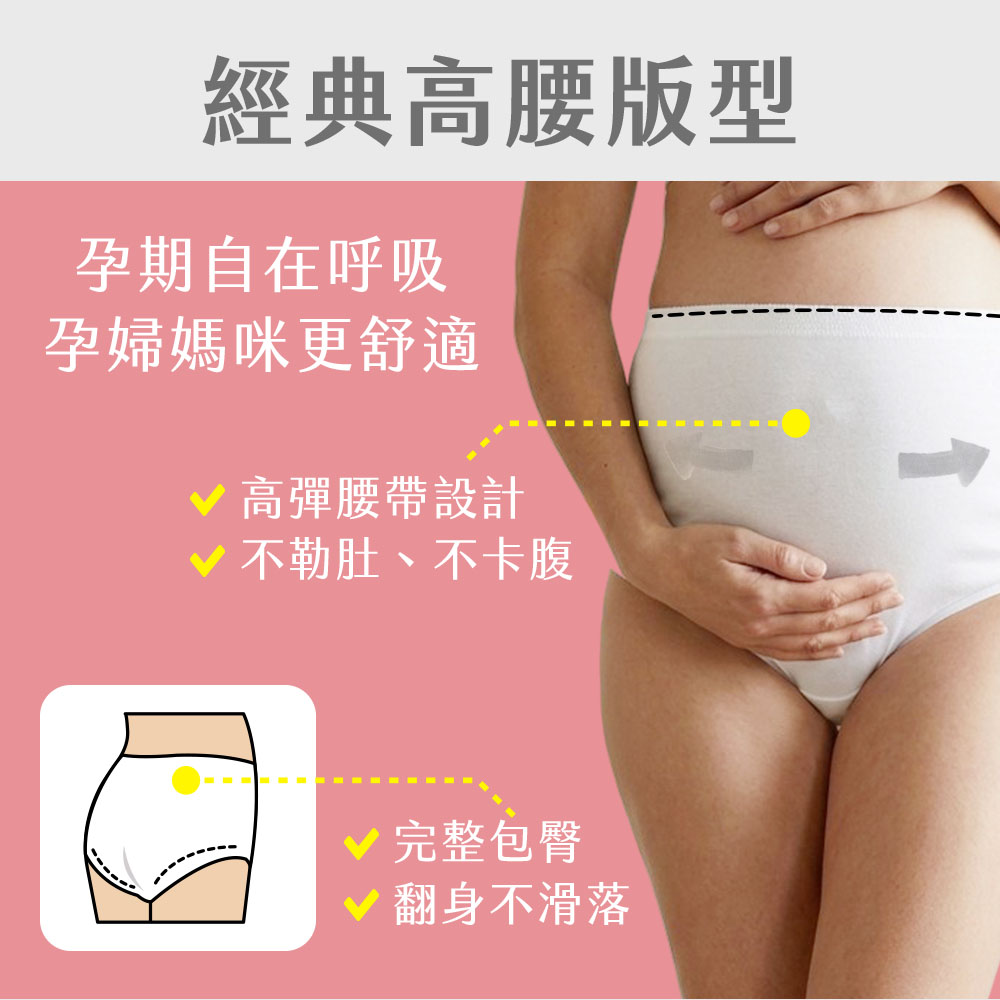 經典高腰版型
孕期自在呼吸
孕婦媽咪更舒適
高彈腰帶設計
不勒肚、不卡腹
完整包臀
翻身不滑落